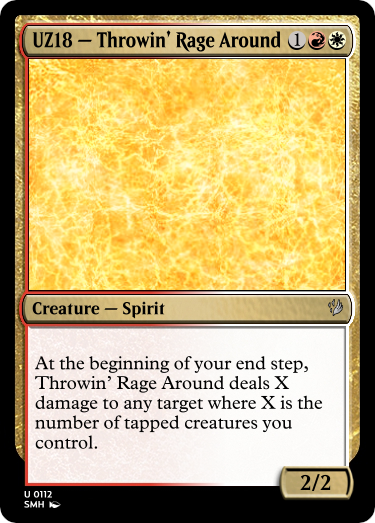 UZ18 — Throwin’ Rage Around 1
Creature — Spirit
At the beginning of your end step,
Throwin’ Rage Around deals X
damage to any target where X is the
number of tapped creatures you
control.
2/2
U 0112
SMH